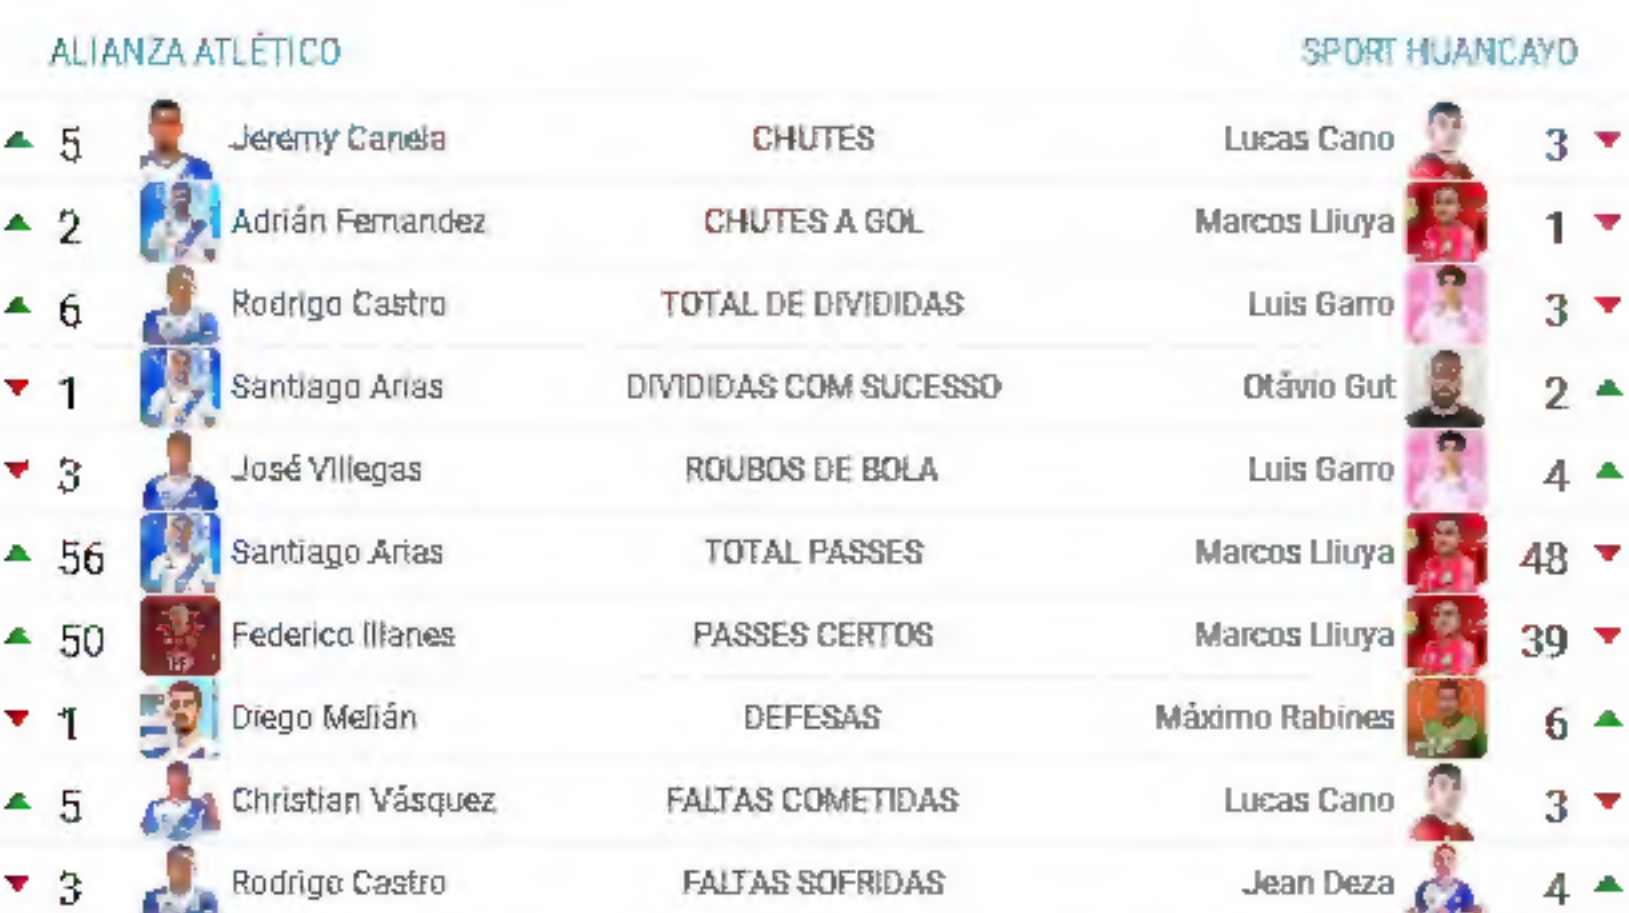 ALIANZA ATLÉTICO SPORT HUANCAYO
5 Jeremy Canela CHUTES Lucas Cano 3
2 Adrián Fernandez CHUTES A GOL Marcos Lliuya 1
6 Rodrigo Castro TOTAL DE DIVIDIDAS Luis Garro 3
1 Santiago Arias DIVIDIDAS COM SUCESSO Otávio Gut 2
3 José Villegas ROUBOS DE BOLA Luis Garro 4
56 Santiago Arias TOTAL PASSES Marcos Lliuya 48
50 Federico Illanes PASSES CERTOS Marcos Lliuya 39
1 Diego Melián DEFESAS Máximo Rabines 6
5 Christian Vásquez FALTAS COMETIDAS Lucas Cano 3
3 Rodrigo Castro FALTAS SOFRIDAS Jean Deza 4